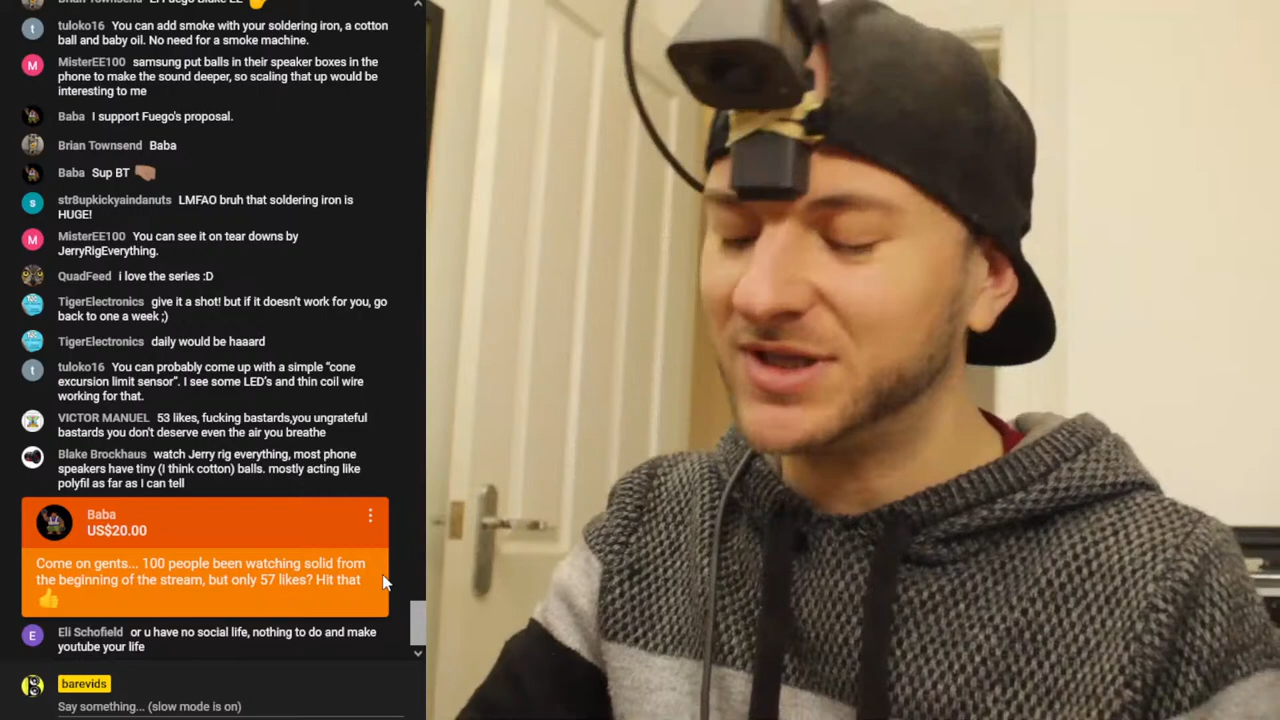 Brian Townsend El Fuego Blake EZ
tuloko16 You can add smoke with your soldering iron, a cotton
ball and baby oil. No need for a smoke machine.
MisterEE100 samsung put balls in their speaker boxes in the
phone to make the sound deeper, so scaling that up would be
interesting to me
Baba I support Fuego's proposal.
Brian Townsend Baba
Baba Sup BT
str8upkickyaindanuts LMFAO bruh that soldering iron is
HUGE!
MisterEE100 You can see it on tear downs by
JerryRigEverything.
QuadFeed i love the series :D
TigerElectronics give it a shot! but if it doesn't work for you, go
back to one a week ;)
TigerElectronics daily would be haaard
tuloko16 You can probably come up with a simple “cone
excursion limit sensor”. I see some LED’s and thin coil wire
working for that.
VICTOR MANUEL 53 likes, fucking bastards,you ungrateful
bastards you don't deserve even the air you breathe
Blake Brockhaus watch Jerry rig everything, most phone
speakers have tiny (I think cotton) balls. mostly acting like
polyfil as far as I can tell
Baba
US$20.00
Come on gents... 100 people been watching solid from
the beginning of the stream, but only 57 likes? Hit that
Eli Schofield or u have no social life, nothing to do and make
youtube your life
barevids
Say something... (slow mode is on)